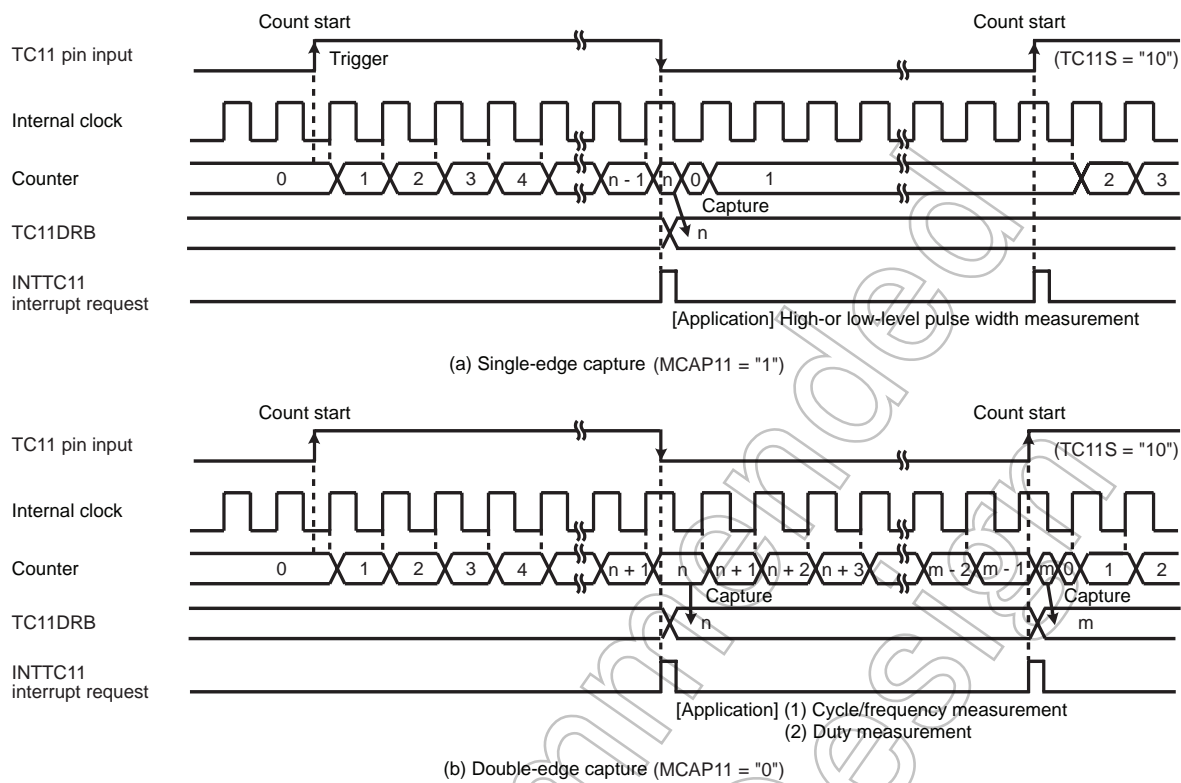 Count start Count start
TC11 pin input Trigger (TC11S = "10")
Internal clock
Counter 0 1 2 3 4 n - 1 n 0 1 2 3
Capture
TC11DRB n
INTTC11
interrupt request
[Application] High-or low-level pulse width measurement
(a) Single-edge capture (MCAP11 = "1")
Count start Count start
TC11 pin input (TC11S = "10")
Internal clock
Counter 0 1 2 3 4 n + 1 n n + 1 n + 2 n + 3 m - 2 m - 1 m 0 1 2
Capture Capture
TC11DRB n m
INTTC11
interrupt request
[Application] (1) Cycle/frequency measurement
(2) Duty measurement
(b) Double-edge capture (MCAP11 = "0")